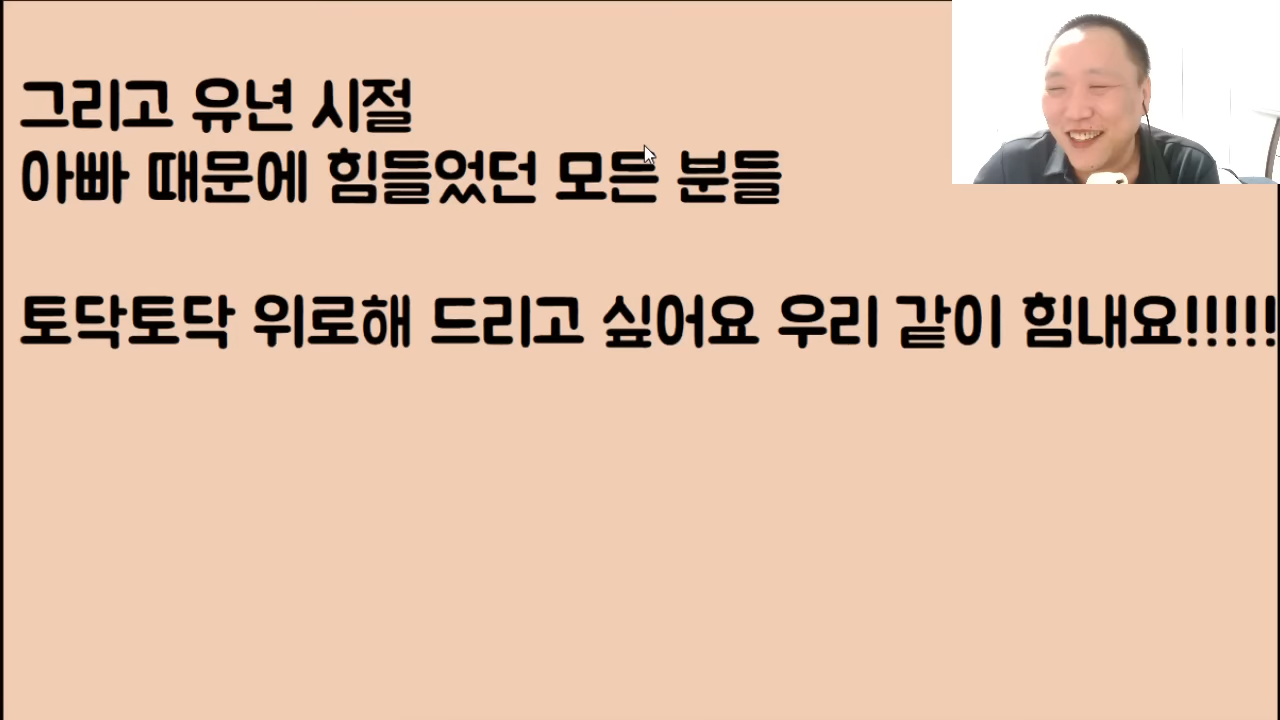 그리고 유년 시절
아빠 때문에 힘들었던 모든 분들
토닥토닥 위로해 드리고 싶어요 우리 같이 힘내요!!!!!